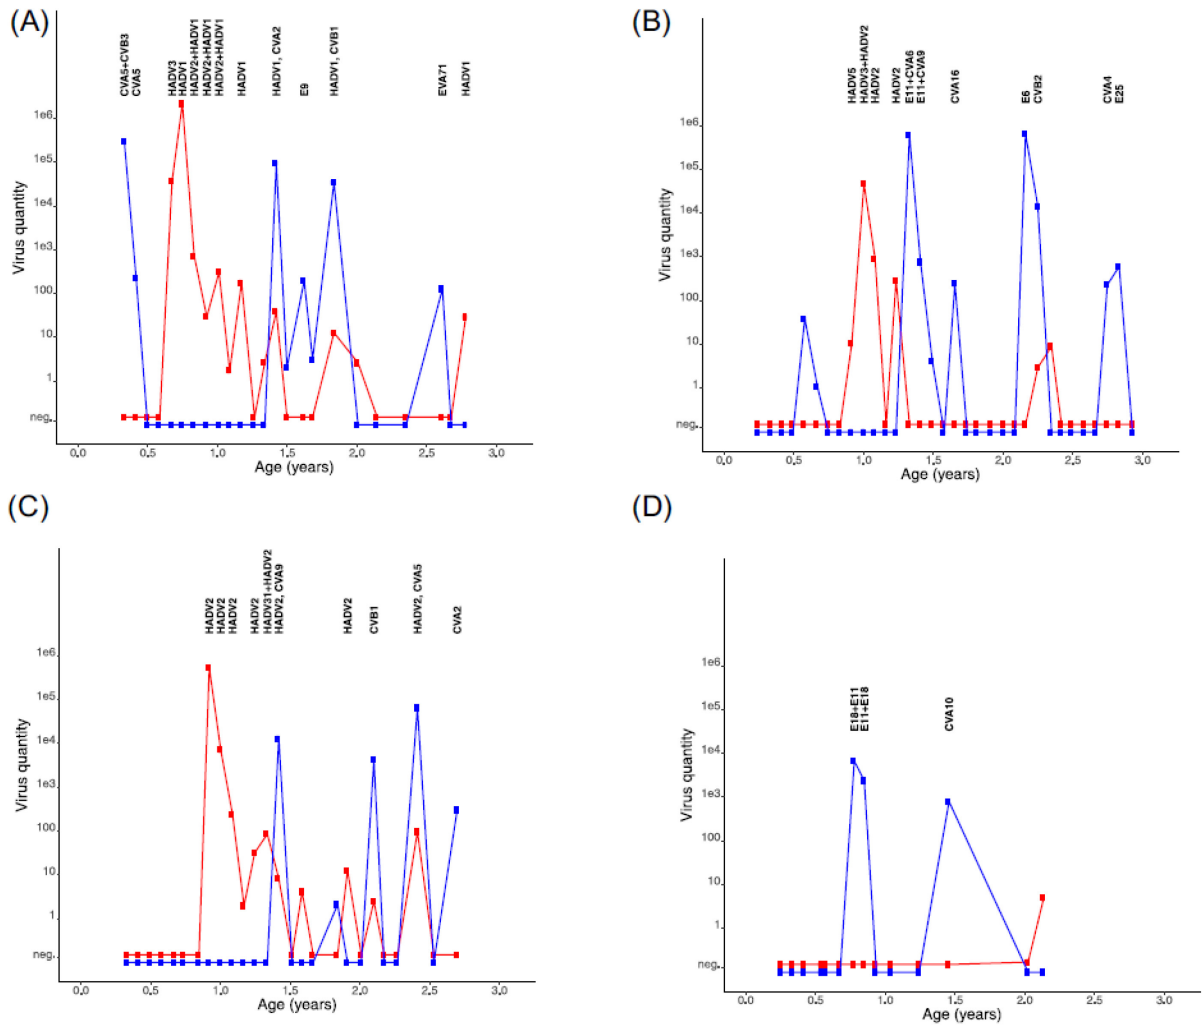 (A)
CVA5+CVB3
CVA5
HADV3
HADV1
HADV2+HADV1
HADV2+HADV1
HADV2+HADV1
HADV1
HADV1, CVA2
E9
HADV1, CVB1
EVA71
HADV1
Virus quantity
1e6
1e5
1e4
1e3
100
10
1
neg.
0.0 0.5 1.0 1.5 2.0 2.5 3.0
Age (years)
(B)
HADV5
HADV3+HADV2
HADV2
HADV2
E11+CVA6
E11+CVA9
CVA16
E6
CVB2
CVA4
E25
Virus quantity
1e6
1e5
1e4
1e3
100
10
1
neg.
0.0 0.5 1.0 1.5 2.0 2.5 3.0
Age (years)
(C)
HADV2
HADV2
HADV2
HADV2
HADV31+HADV2
HADV2, CVA9
HADV2
CVB1
HADV2, CVA5
CVA2
Virus quantity
1e6
1e5
1e4
1e3
100
10
1
neg.
0.0 0.5 1.0 1.5 2.0 2.5 3.0
Age (years)
(D)
E18+E11
E11+E18
CVA10
Virus quantity
1e6
1e5
1e4
1e3
100
10
1
neg.
0.0 0.5 1.0 1.5 2.0 2.5 3.0
Age (years)